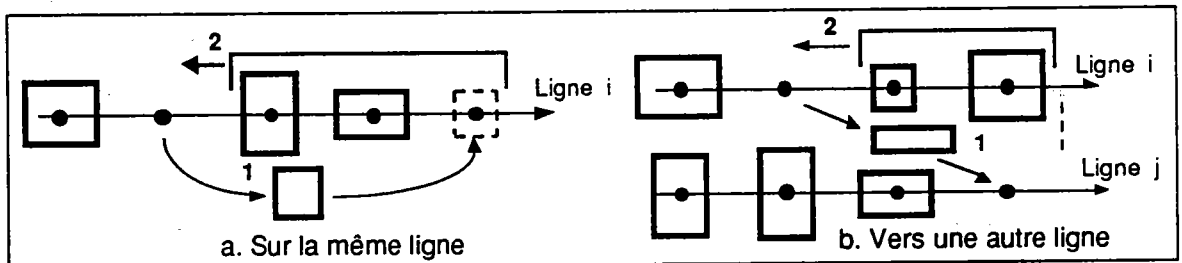 2
Ligne i
1
a. Sur la même ligne
2
Ligne i
1
Ligne j
b. Vers une autre ligne